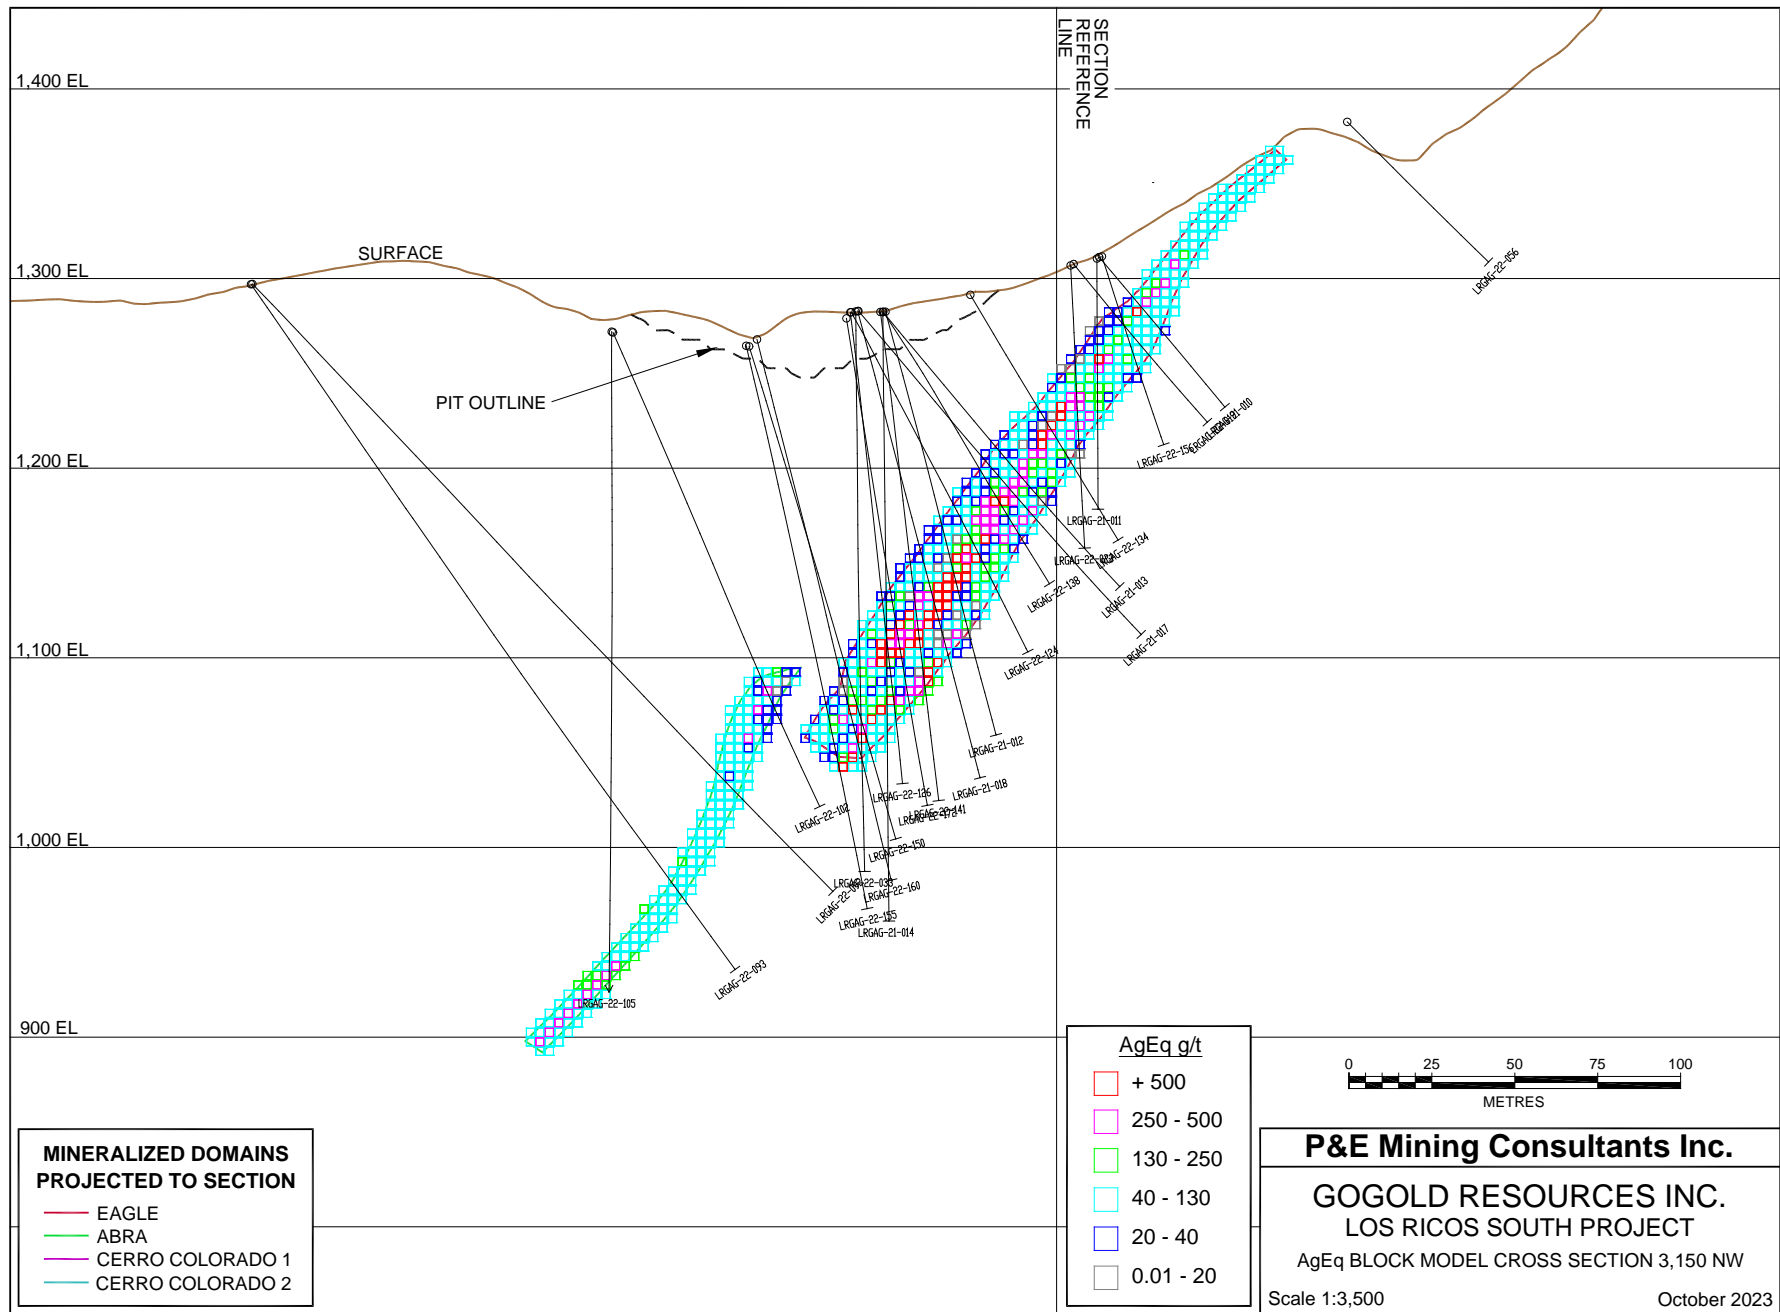 SECTION
REFERENCE
LINE
1,400 EL
1,300 EL
1,200 EL
1,100 EL
1,000 EL
900 EL
SURFACE
PIT OUTLINE
LRGAG-22-056
LRGAG-21-010
LRGAG-22-156
LRGAG-21-011
LRGAG-22-134
LRGAG-22-138
LRGAG-21-013
LRGAG-21-017
LRGAG-22-124
LRGAG-21-012
LRGAG-21-018
LRGAG-22-126
LRGAG-22-141
LRGAG-22-102
LRGAG-22-150
LRGAG-22-160
LRGAG-22-155
LRGAG-21-014
LRGAG-22-093
LRGAG-22-105
MINERALIZED DOMAINS
PROJECTED TO SECTION
EAGLE
ABRA
CERRO COLORADO 1
CERRO COLORADO 2
AgEq g/t
+ 500
250 - 500
130 - 250
40 - 130
20 - 40
0.01 - 20
0 25 50 75 100
METRES
P&E Mining Consultants Inc.
GOGOLD RESOURCES INC.
LOS RICOS SOUTH PROJECT
AgEq BLOCK MODEL CROSS SECTION 3,150 NW
Scale 1:3,500 October 2023